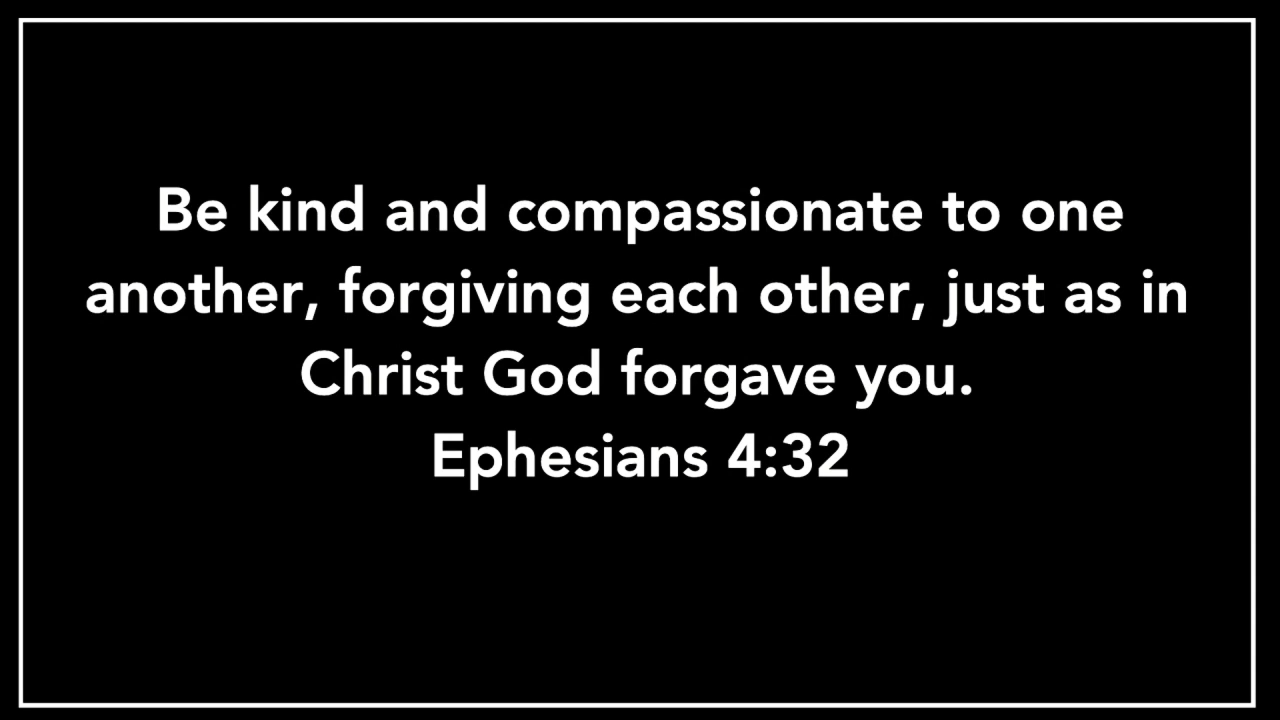 Be kind and compassionate to one
another, forgiving each other, just as in
Christ God forgave you.
Ephesians 4:32